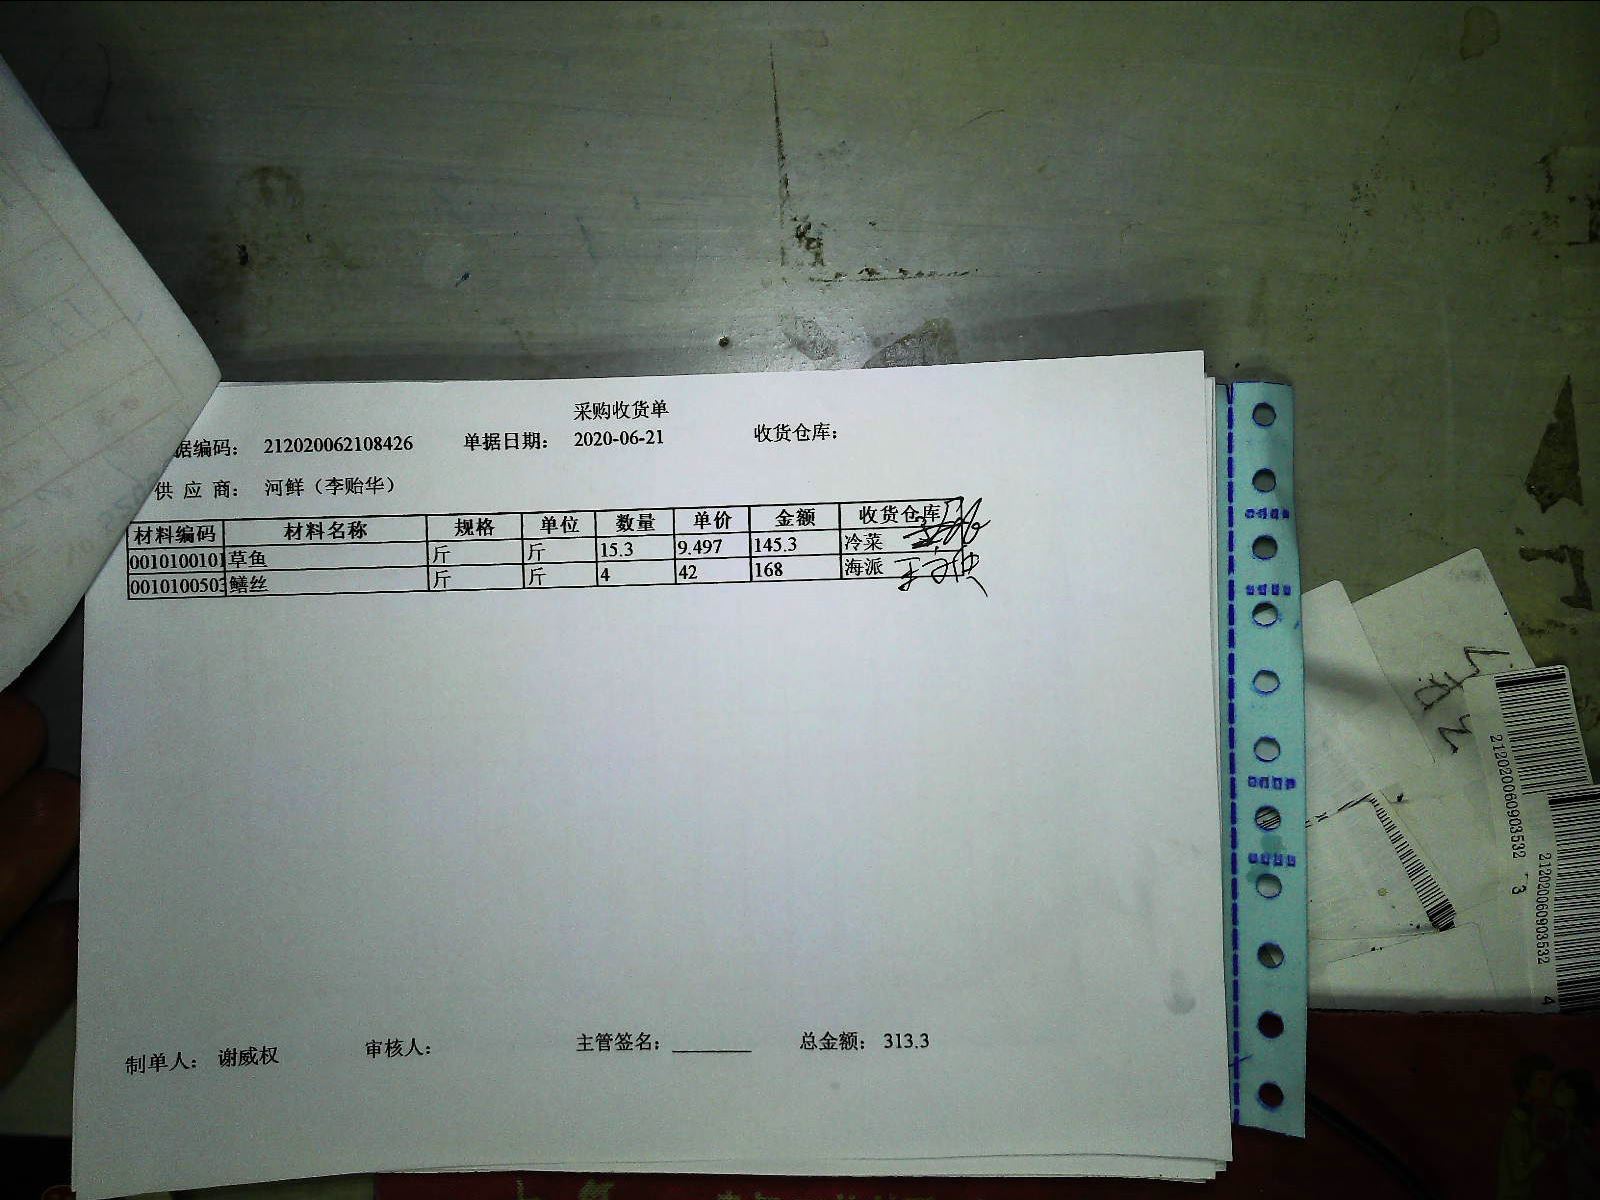 采购收货单
据编码： 212020062108426 单据日期： 2020-06-21 收货仓库：
供 应 商： 河鲜（李贻华）
材料编码 材料名称 规格 单位 数量 单价 金额 收货仓库
0010100101 草鱼 斤 斤 15.3 9.497 145.3 冷菜
001010050 鳝丝 斤 斤 4 42 168 海派
制单人： 谢威权 审核人： 主管签名： 总金额： 313.3
212020060903532 3
212020060903532 4